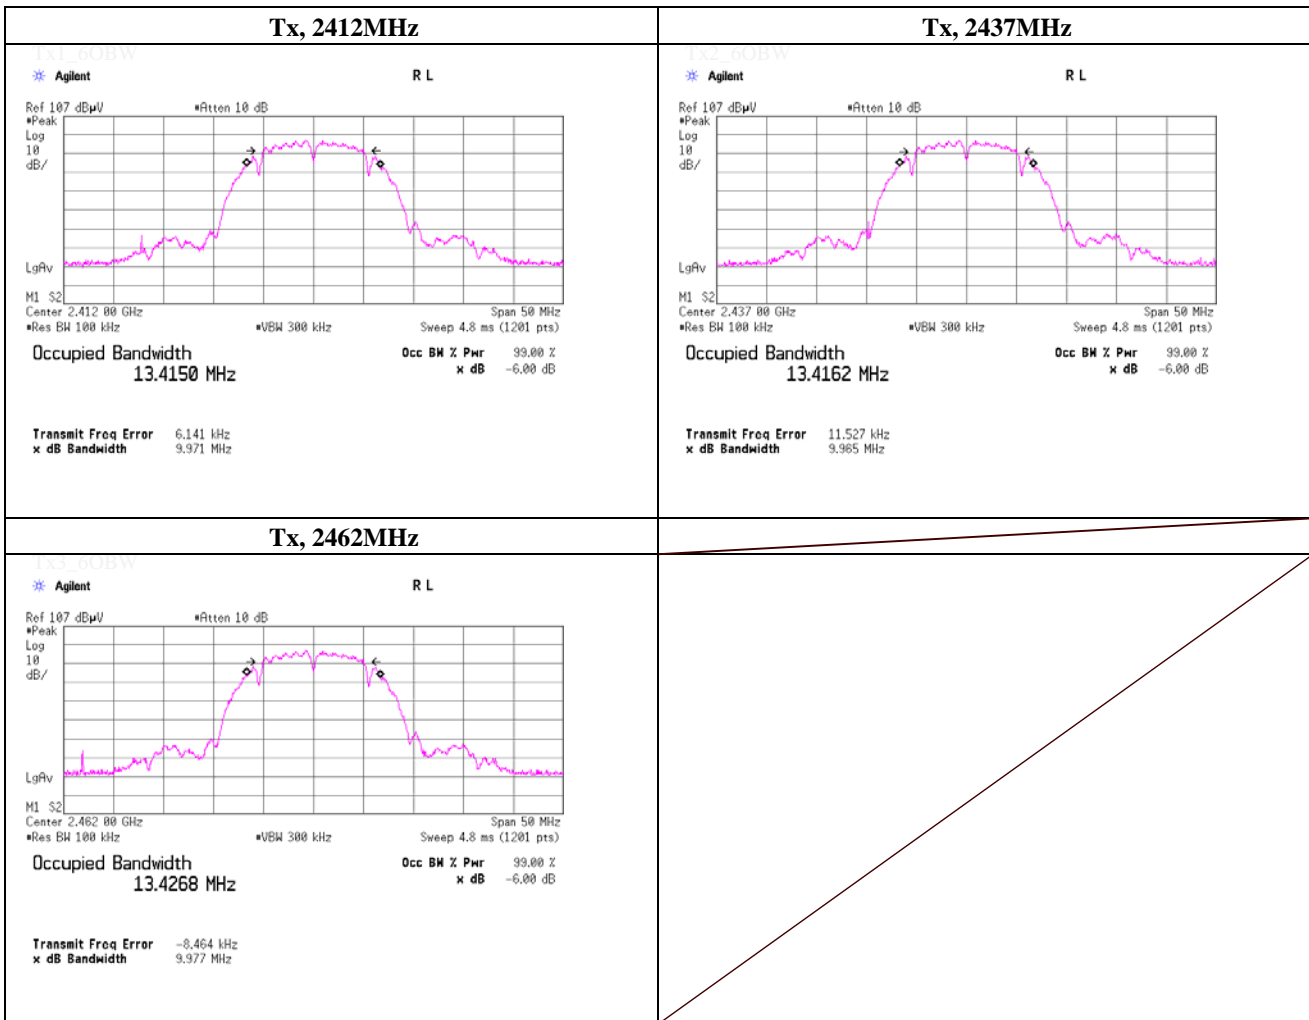 Tx, 2412MHz
Tx1_6OBW
Agilent R L
Ref 107 dBµV #Atten 10 dB
#Peak
Log
10
dB/
LgAv
M1 S2
Center 2.412 00 GHz Span 50 MHz
#Res BW 100 kHz #VBW 300 kHz Sweep 4.8 ms (1201 pts)
Occupied Bandwidth Occ BW % Pwr 99.00 %
13.4150 MHz x dB -6.00 dB
Transmit Freq Error 6.141 kHz
x dB Bandwidth 9.971 MHz
Tx, 2437MHz
Tx2_6OBW
Agilent R L
Ref 107 dBµV #Atten 10 dB
#Peak
Log
10
dB/
LgAv
M1 S2
Center 2.437 00 GHz Span 50 MHz
#Res BW 100 kHz #VBW 300 kHz Sweep 4.8 ms (1201 pts)
Occupied Bandwidth Occ BW % Pwr 99.00 %
13.4162 MHz x dB -6.00 dB
Transmit Freq Error 11.527 kHz
x dB Bandwidth 9.965 MHz
Tx, 2462MHz
Tx3_6OBW
Agilent R L
Ref 107 dBµV #Atten 10 dB
#Peak
Log
10
dB/
LgAv
M1 S2
Center 2.462 00 GHz Span 50 MHz
#Res BW 100 kHz #VBW 300 kHz Sweep 4.8 ms (1201 pts)
Occupied Bandwidth Occ BW % Pwr 99.00 %
13.4268 MHz x dB -6.00 dB
Transmit Freq Error -8.464 kHz
x dB Bandwidth 9.977 MHz